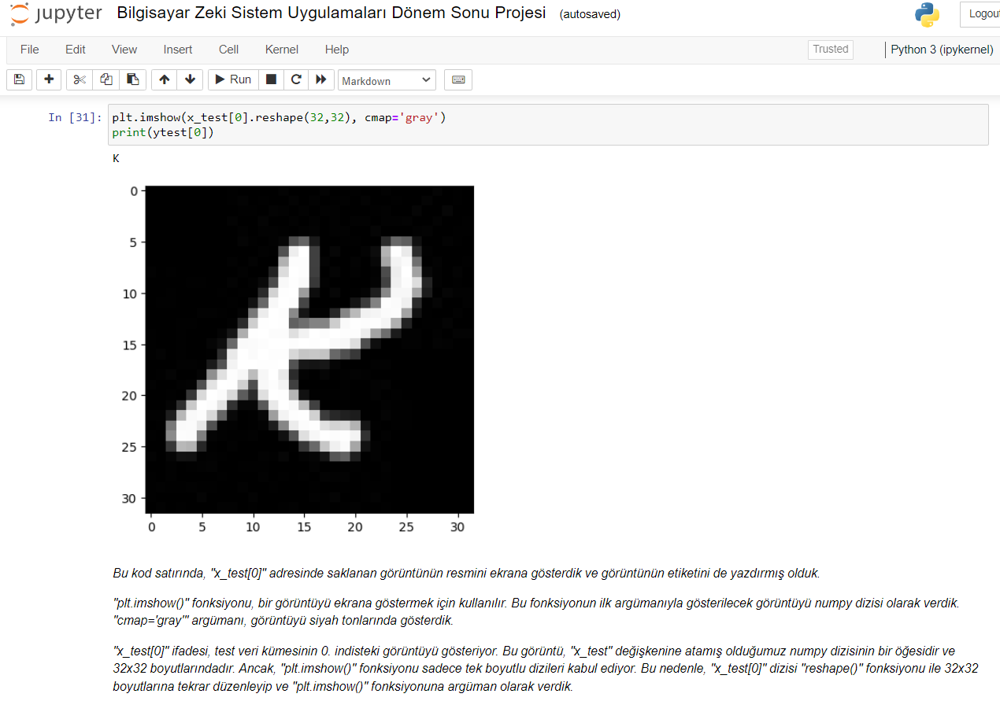 jupyter Bilgisayar Zeki Sistem Uygulamaları Dönem Sonu Projesi (autosaved)
Logout
File Edit View Insert Cell Kernel Help Trusted Python 3 (ipykernel)
Run Markdown
In [31]: plt.imshow(x_test[0].reshape(32,32), cmap='gray')
print(ytest[0])
K
0
5
10
15
20
25
30
0 5 10 15 20 25 30
Bu kod satırında, "x_test[0]" adresinde saklanan görüntünün resmini ekrana gösterdik ve görüntünün etiketini de yazdırmış olduk.
"plt.imshow()" fonksiyonu, bir görüntüyü ekrana göstermek için kullanılır. Bu fonksiyonun ilk argümanıyla gösterilecek görüntüyü numpy dizisi olarak verdik.
"cmap='gray'" argümanı, görüntüyü siyah tonlarında gösterdik.
"x_test[0]" ifadesi, test veri kümesinin 0. indisteki görüntüyü gösteriyor. Bu görüntü, "x_test" değişkenine atamış olduğumuz numpy dizisinin bir öğesidir ve
32x32 boyutlarındadır. Ancak, "plt.imshow()" fonksiyonu sadece tek boyutlu dizileri kabul ediyor. Bu nedenle, "x_test[0]" dizisi "reshape()" fonksiyonu ile 32x32
boyutlarına tekrar düzenleyip ve "plt.imshow()" fonksiyonuna argüman olarak verdik.